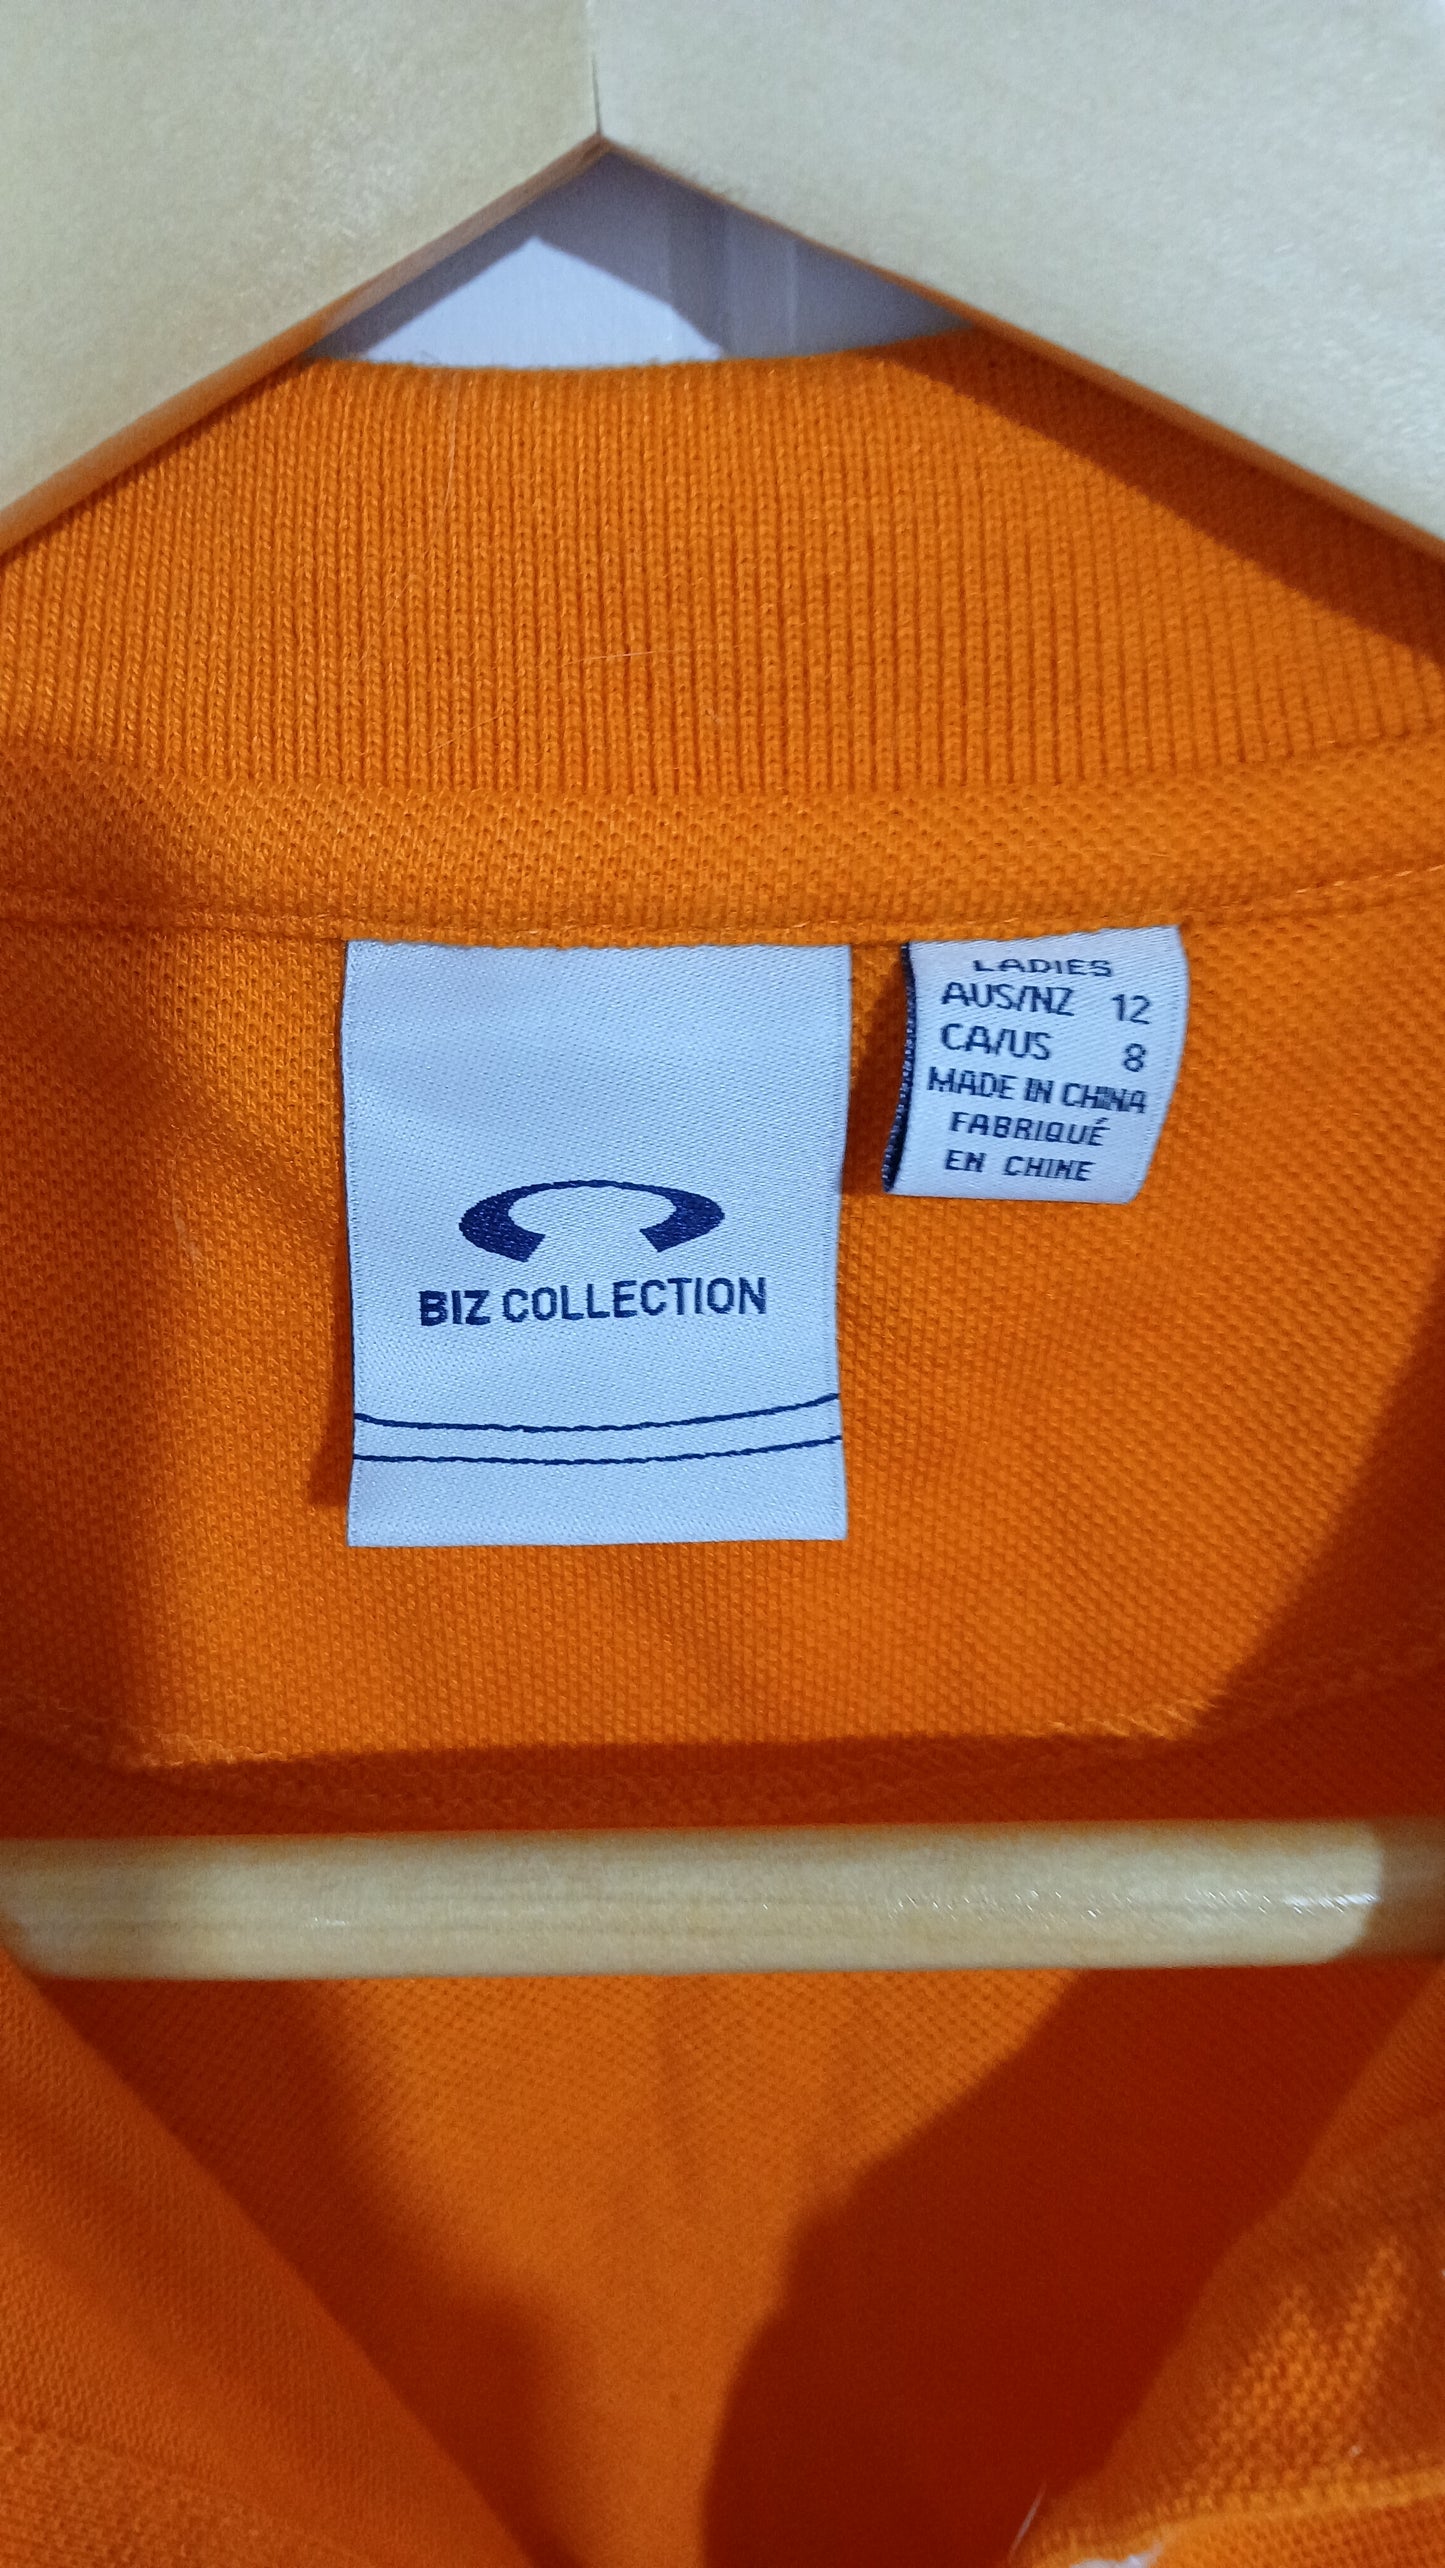 BIZ COLLECTION
LADIES
AUS/NZ 12
CA/US 8
MADE IN CHINA
FABRIQUÉ
EN CHINE